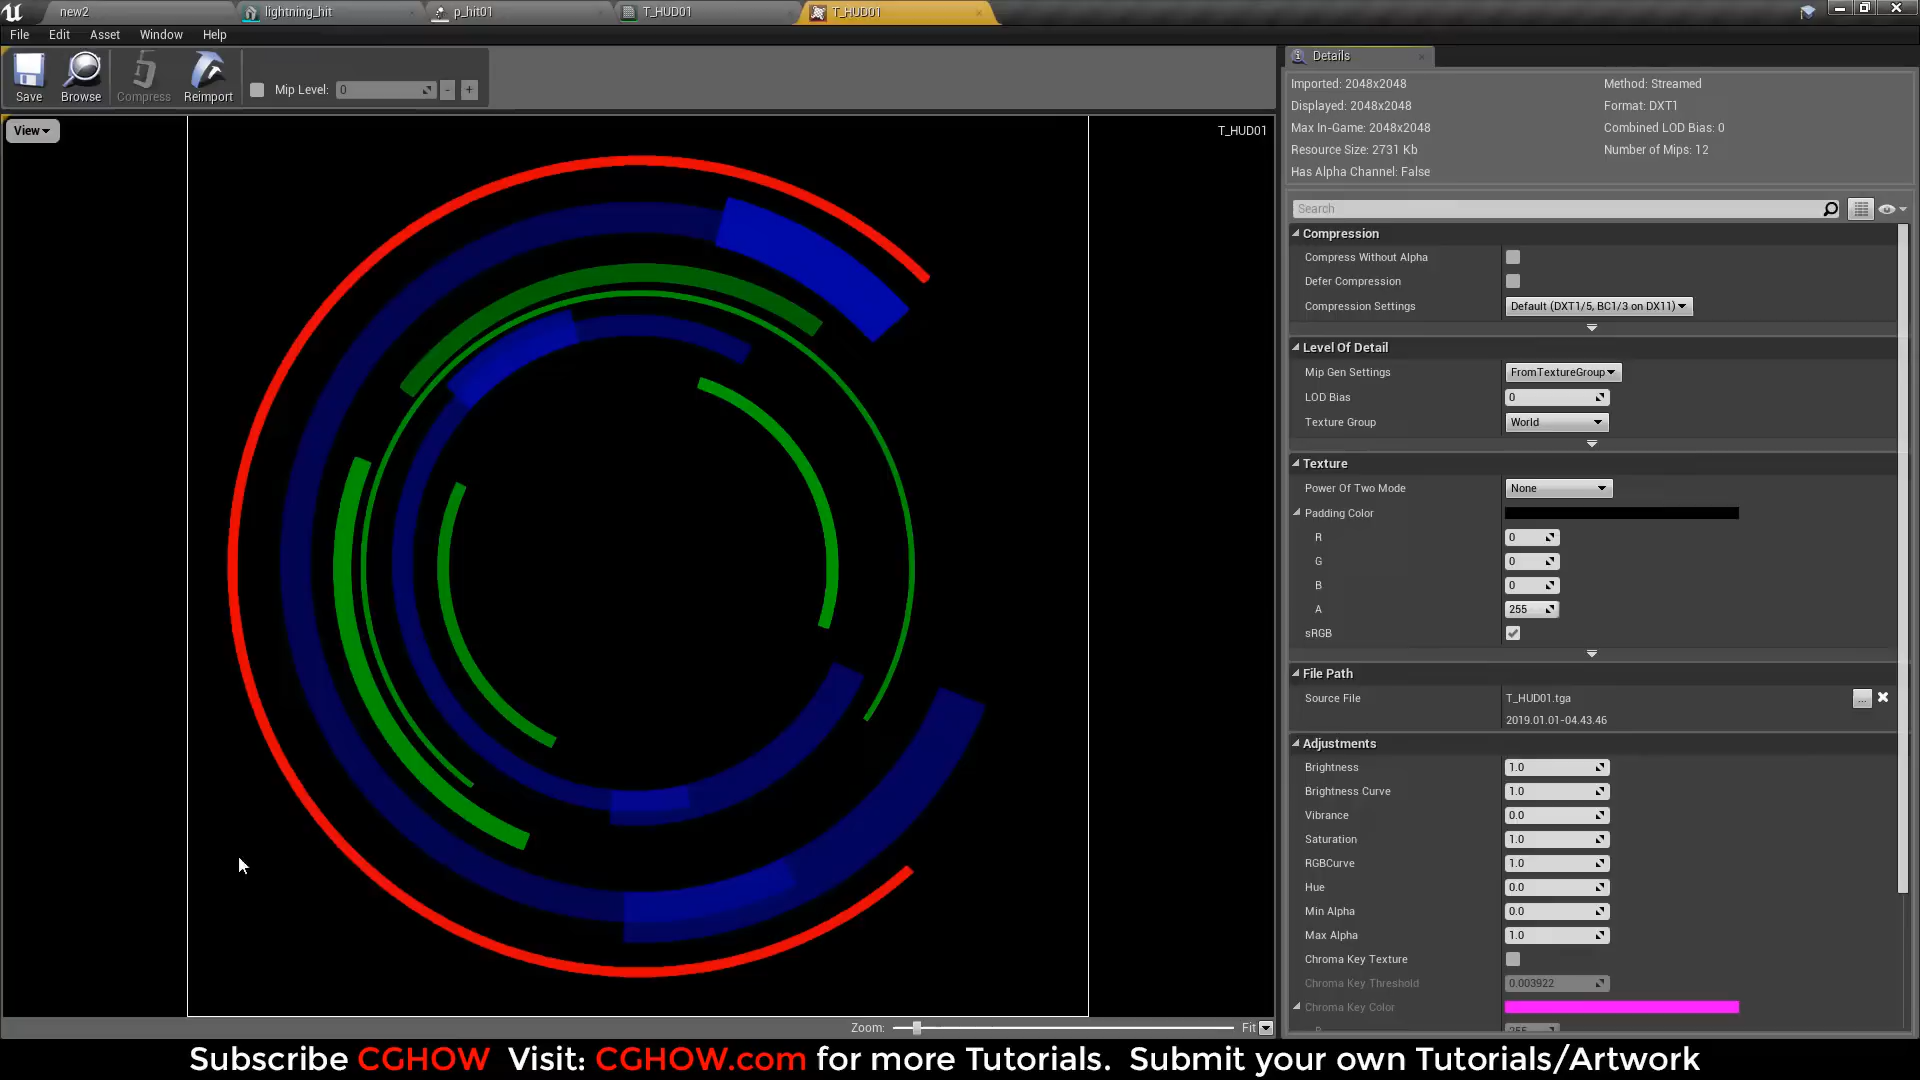 new2
lightning_hit
p_hit01
T_HUD01
T_HUD01
File Edit Asset Window Help
Save Browse Compress Reimport
Mip Level: 0 - +
View
T_HUD01
Zoom: Fit
Details
Imported: 2048x2048 Method: Streamed
Displayed: 2048x2048 Format: DXT1
Max In-Game: 2048x2048 Combined LOD Bias: 0
Resource Size: 2731 Kb Number of Mips: 12
Has Alpha Channel: False
Search
Compression
Compress Without Alpha
Defer Compression
Compression Settings Default (DXT1/5, BC1/3 on DX11)
Level Of Detail
Mip Gen Settings FromTextureGroup
LOD Bias 0
Texture Group World
Texture
Power Of Two Mode None
Padding Color
R 0
G 0
B 0
A 255
sRGB
File Path
Source File T_HUD01.tga ...
2019.01.01-04.43.46
Adjustments
Brightness 1.0
Brightness Curve 1.0
Vibrance 0.0
Saturation 1.0
RGBCurve 1.0
Hue 0.0
Min Alpha 0.0
Max Alpha 1.0
Chroma Key Texture
Chroma Key Threshold 0.003922
Chroma Key Color
Subscribe CGHOW Visit: CGHOW.com for more Tutorials. Submit your own Tutorials/Artwork